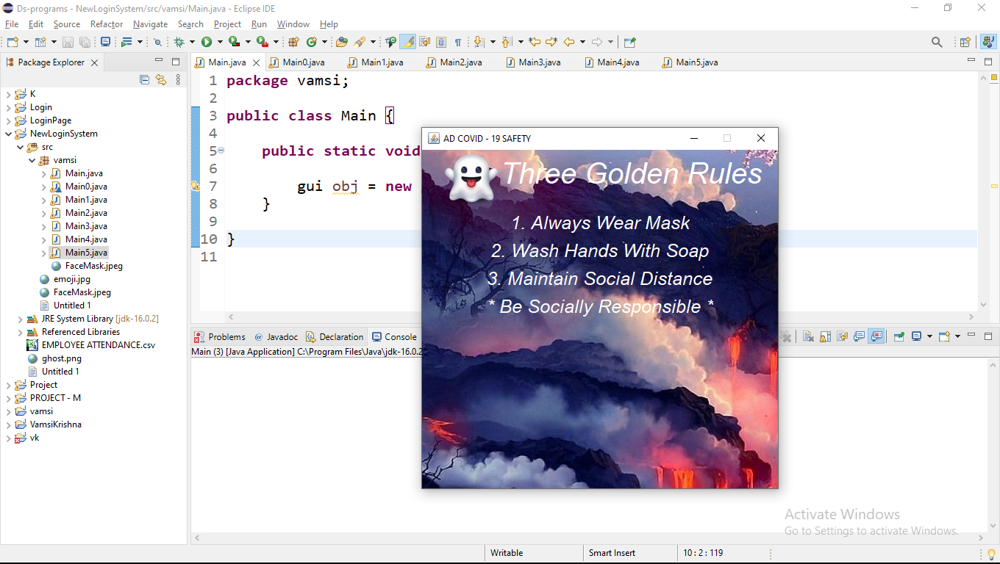 Ds-programs - NewLoginSystem/src/vamsi/Main.java - Eclipse IDE
File Edit Source Refactor Navigate Search Project Run Window Help
Package Explorer
K
Login
LoginPage
NewLoginSystem
src
vamsi
Main.java
Main0.java
Main1.java
Main2.java
Main3.java
Main4.java
Main5.java
FaceMask.jpeg
emoji.jpg
FaceMask.jpeg
Untitled 1
JRE System Library [jdk-16.0.2]
Referenced Libraries
EMPLOYEE ATTENDANCE.csv
ghost.png
Untitled 1
Project
PROJECT - M
vamsi
VamsiKrishna
vk
Main.java Main0.java Main1.java Main2.java Main3.java Main4.java Main5.java
1 package vamsi;
2
3 public class Main {
4
5 public static void
6
7 gui obj = new
8 }
9
10 }
11
AD COVID - 19 SAFETY
Three Golden Rules
1. Always Wear Mask
2. Wash Hands With Soap
3. Maintain Social Distance
* Be Socially Responsible *
Problems @ Javadoc Declaration Console
Main (3) [Java Application] C:\Program Files\Java\jdk-16.0.2
Activate Windows
Go to Settings to activate Windows.
Writable Smart Insert 10 : 2 : 119